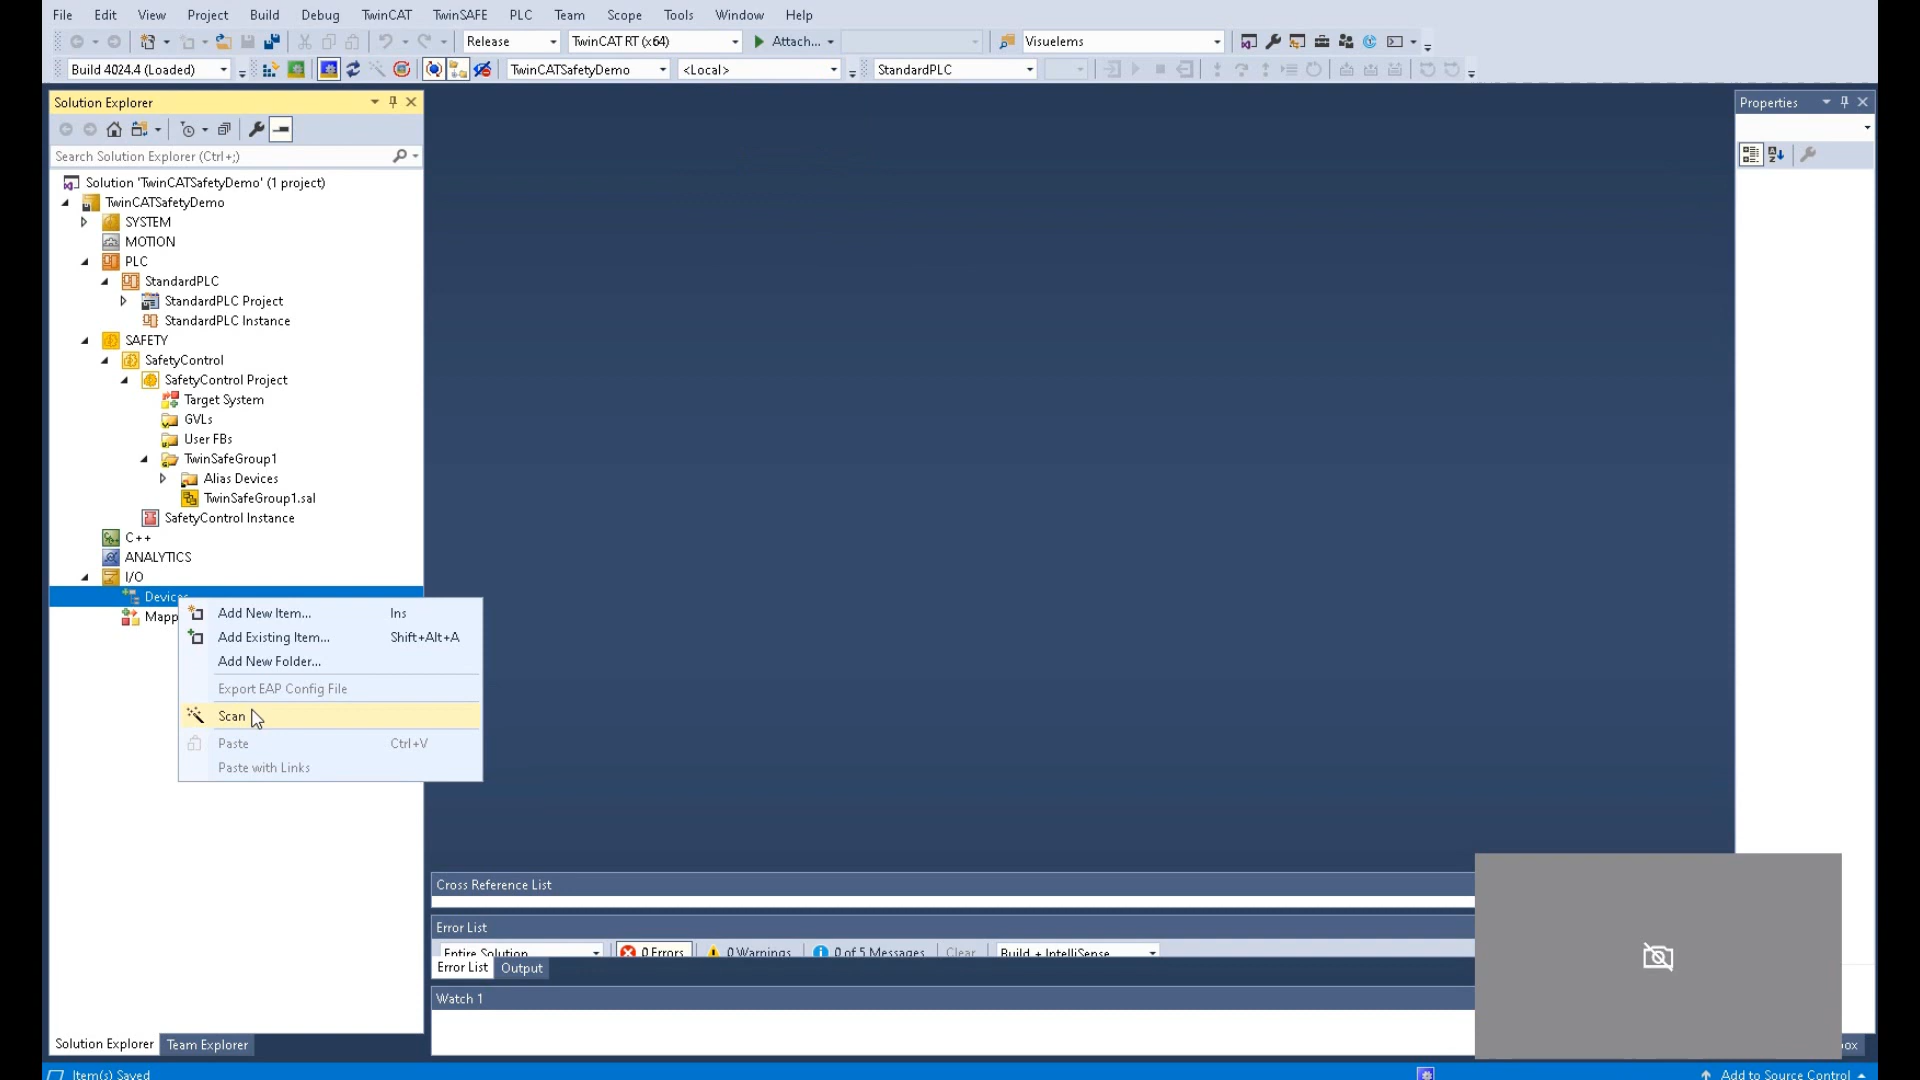 File Edit View Project Build Debug TwinCAT TwinSAFE PLC Team Scope Tools Window Help
Release TwinCAT RT (x64) Attach... Visuelems
Build 4024.4 (Loaded) TwinCATSafetyDemo <Local> StandardPLC
Solution Explorer
Search Solution Explorer (Ctrl+;)
Solution 'TwinCATSafetyDemo' (1 project)
TwinCATSafetyDemo
SYSTEM
MOTION
PLC
StandardPLC
StandardPLC Project
StandardPLC Instance
SAFETY
SafetyControl
SafetyControl Project
Target System
GVLs
User FBs
TwinSafeGroup1
Alias Devices
TwinSafeGroup1.sal
SafetyControl Instance
C++
ANALYTICS
I/O
Devices
Mapp
Add New Item... Ins
Add Existing Item... Shift+Alt+A
Add New Folder...
Export EAP Config File
Scan
Paste Ctrl+V
Paste with Links
Properties
Cross Reference List
Error List
Entire Solution 0 Errors 0 Warnings 0 of 5 Messages Clear Build + IntelliSense
Error List Output
Watch 1
Solution Explorer Team Explorer
box
Item(s) Saved
Add to Source Control